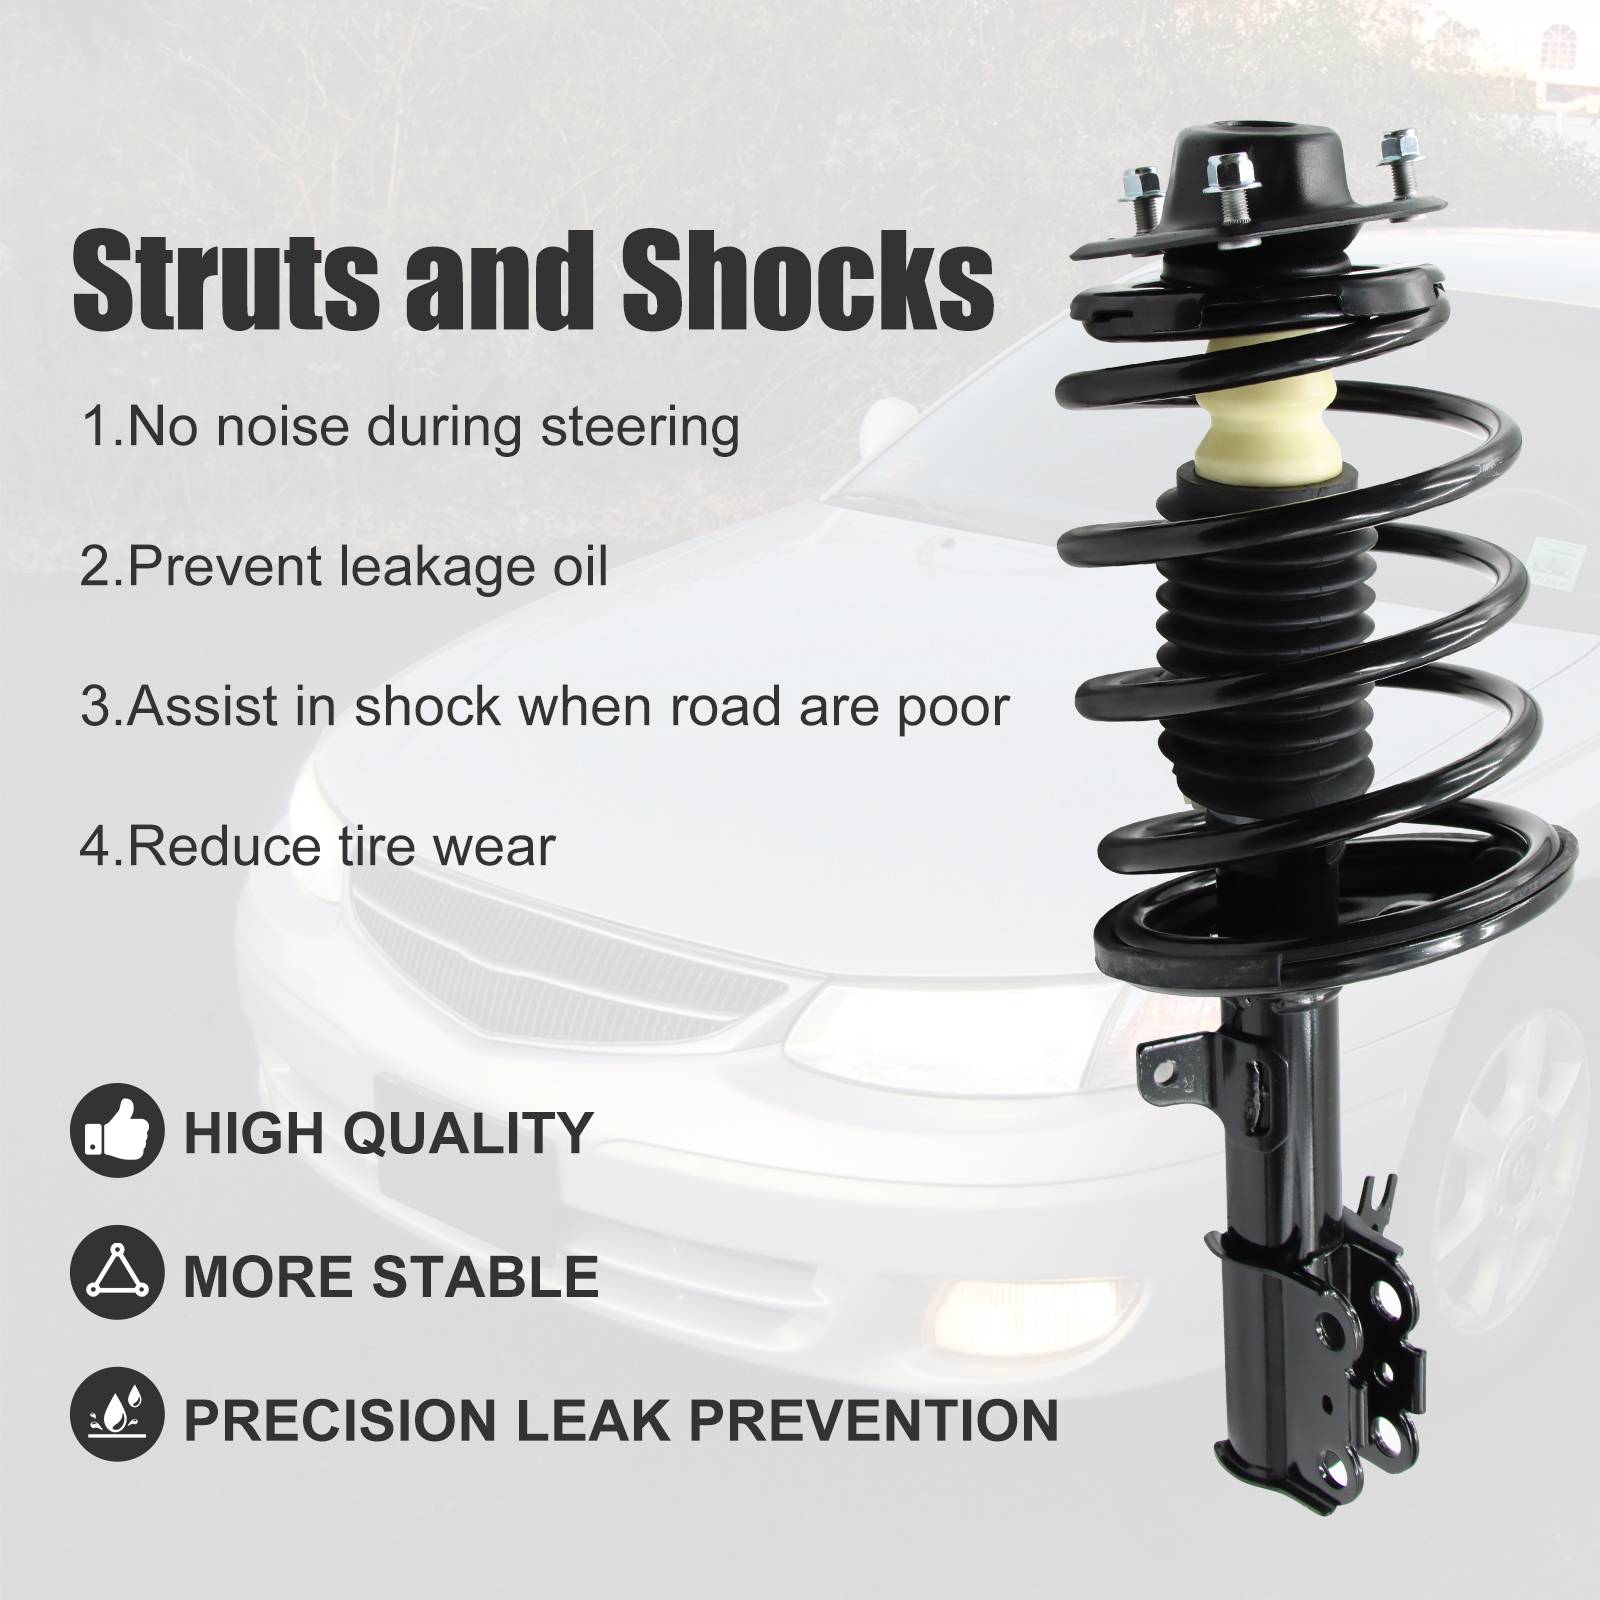 Struts and Shocks
1.No noise during steering
2.Prevent leakage oil
3.Assist in shock when road are poor
4.Reduce tire wear
HIGH QUALITY
MORE STABLE
PRECISION LEAK PREVENTION